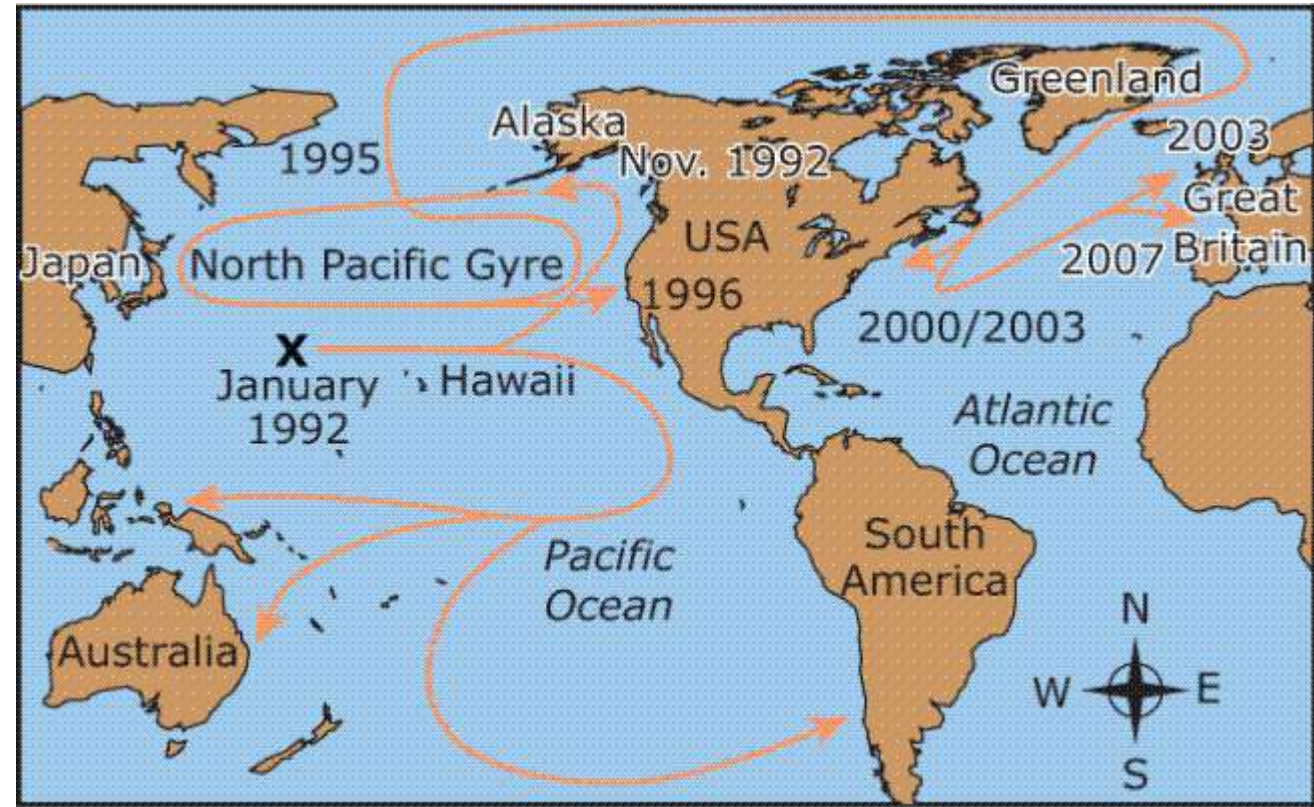 Greenland
Alaska
2003
1995
Nov. 1992
Great
Britain
USA
Japan
North Pacific Gyre
2007
1996
2000/2003
X
January
1992
Hawaii
Atlantic
Ocean
South
America
Pacific
Ocean
Australia
N
W
E
S